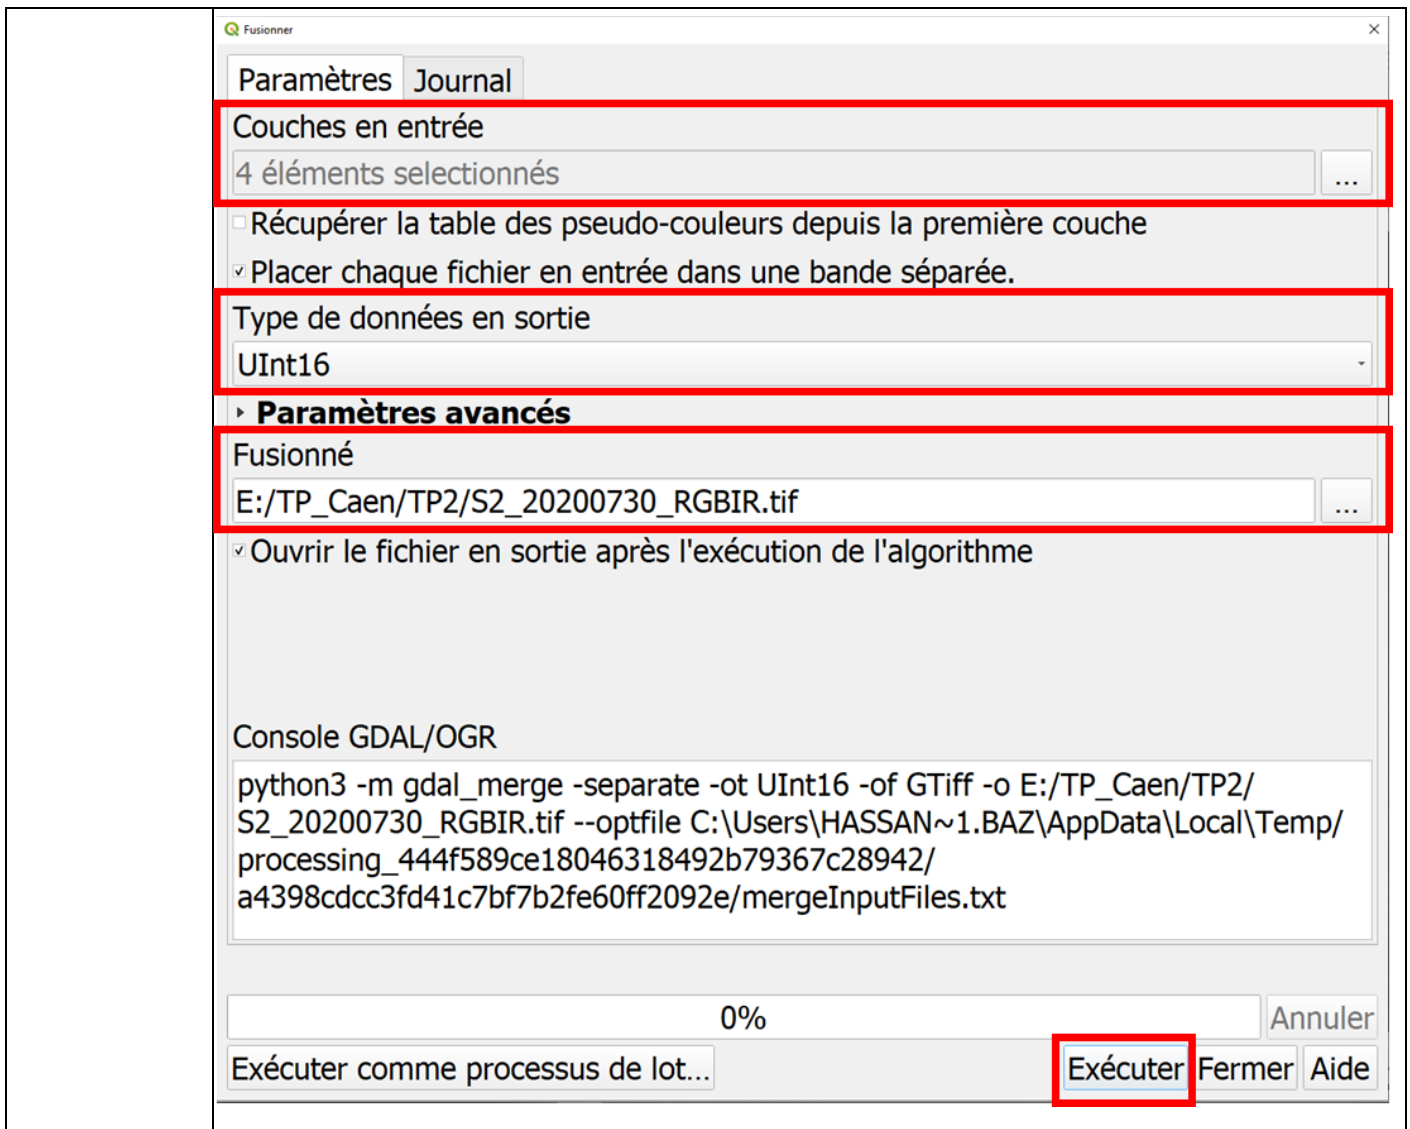 Fusionner
Paramètres Journal
Couches en entrée
4 éléments selectionnés ...
Récupérer la table des pseudo-couleurs depuis la première couche
Placer chaque fichier en entrée dans une bande séparée.
Type de données en sortie
UInt16
Paramètres avancés
Fusionné
E:/TP_Caen/TP2/S2_20200730_RGBIR.tif ...
Ouvrir le fichier en sortie après l'exécution de l'algorithme
Console GDAL/OGR
python3 -m gdal_merge -separate -ot UInt16 -of GTiff -o E:/TP_Caen/TP2/
S2_20200730_RGBIR.tif --optfile C:\Users\HASSAN~1.BAZ\AppData\Local\Temp/
processing_444f589ce18046318492b79367c28942/
a4398cdcc3fd41c7bf7b2fe60ff2092e/mergeInputFiles.txt
0% Annuler
Exécuter comme processus de lot... Exécuter Fermer Aide